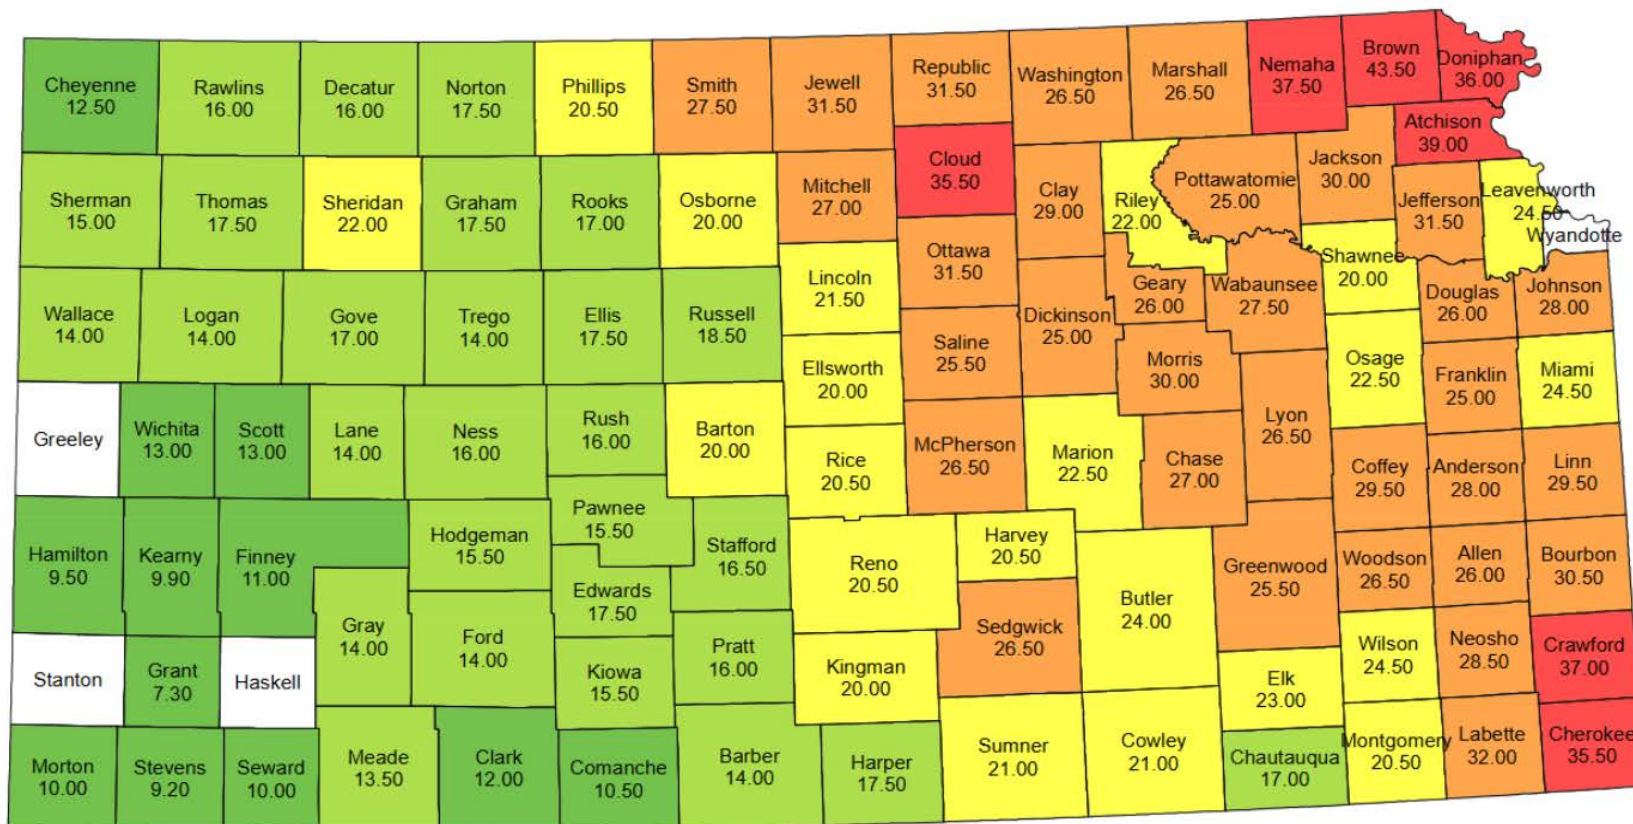 Cheyenne
12.50
Rawlins
16.00
Decatur
16.00
Norton
17.50
Phillips
20.50
Smith
27.50
Jewell
31.50
Republic
31.50
Washington
26.50
Marshall
26.50
Nemaha
37.50
Brown
43.50
Doniphan
36.00
Atchison
39.00
Sherman
15.00
Thomas
17.50
Sheridan
22.00
Graham
17.50
Rooks
17.00
Osborne
20.00
Mitchell
27.00
Cloud
35.50
Clay
29.00
Riley
22.00
Pottawatomie
25.00
Jackson
30.00
Jefferson
31.50
Leavenworth
24.50
Wyandotte
Wallace
14.00
Logan
14.00
Gove
17.00
Trego
14.00
Ellis
17.50
Russell
18.50
Lincoln
21.50
Ottawa
31.50
Saline
25.50
Dickinson
25.00
Geary
26.00
Wabaunsee
27.50
Shawnee
20.00
Douglas
26.00
Johnson
28.00
Ellsworth
20.00
Morris
30.00
Osage
22.50
Franklin
25.00
Miami
24.50
Greeley
Wichita
13.00
Scott
13.00
Lane
14.00
Ness
16.00
Rush
16.00
Barton
20.00
Rice
20.50
McPherson
26.50
Marion
22.50
Chase
27.00
Lyon
26.50
Coffey
29.50
Anderson
28.00
Linn
29.50
Hamilton
9.50
Kearny
9.90
Finney
11.00
Hodgeman
15.50
Pawnee
15.50
Stafford
16.50
Edwards
17.50
Reno
20.50
Harvey
20.50
Butler
24.00
Greenwood
25.50
Woodson
26.50
Allen
26.00
Bourbon
30.50
Stanton
Grant
7.30
Haskell
Gray
14.00
Ford
14.00
Kiowa
15.50
Pratt
16.00
Kingman
20.00
Sedgwick
26.50
Elk
23.00
Wilson
24.50
Neosho
28.50
Crawford
37.00
Morton
10.00
Stevens
9.20
Seward
10.00
Meade
13.50
Clark
12.00
Comanche
10.50
Barber
14.00
Harper
17.50
Sumner
21.00
Cowley
21.00
Chautauqua
17.00
Montgomery
20.50
Labette
32.00
Cherokee
35.50